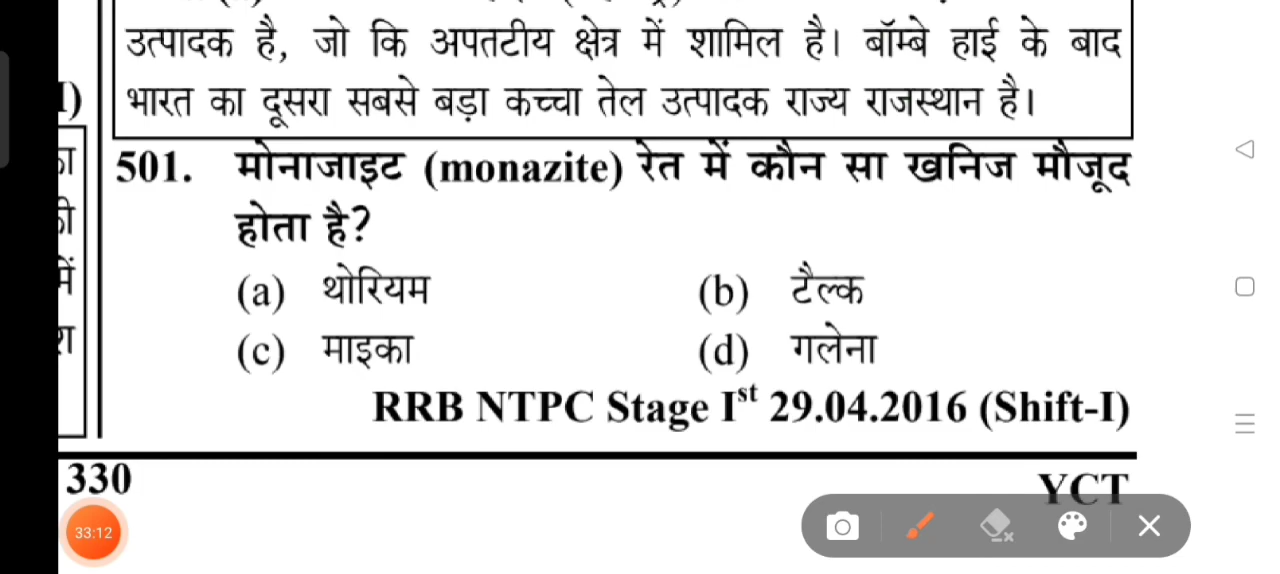 उत्पादक है, जो कि अपतटीय क्षेत्र में शामिल है। बॉम्बे हाई के बाद
भारत का दूसरा सबसे बड़ा कच्चा तेल उत्पादक राज्य राजस्थान है।
501. मोनाजाइट (monazite) रेत में कौन सा खनिज मौजूद
होता है?
(a) थोरियम (b) टैल्क
(c) माइका (d) गलेना
RRB NTPC Stage Ist 29.04.2016 (Shift-I)
330 YCT
33:12